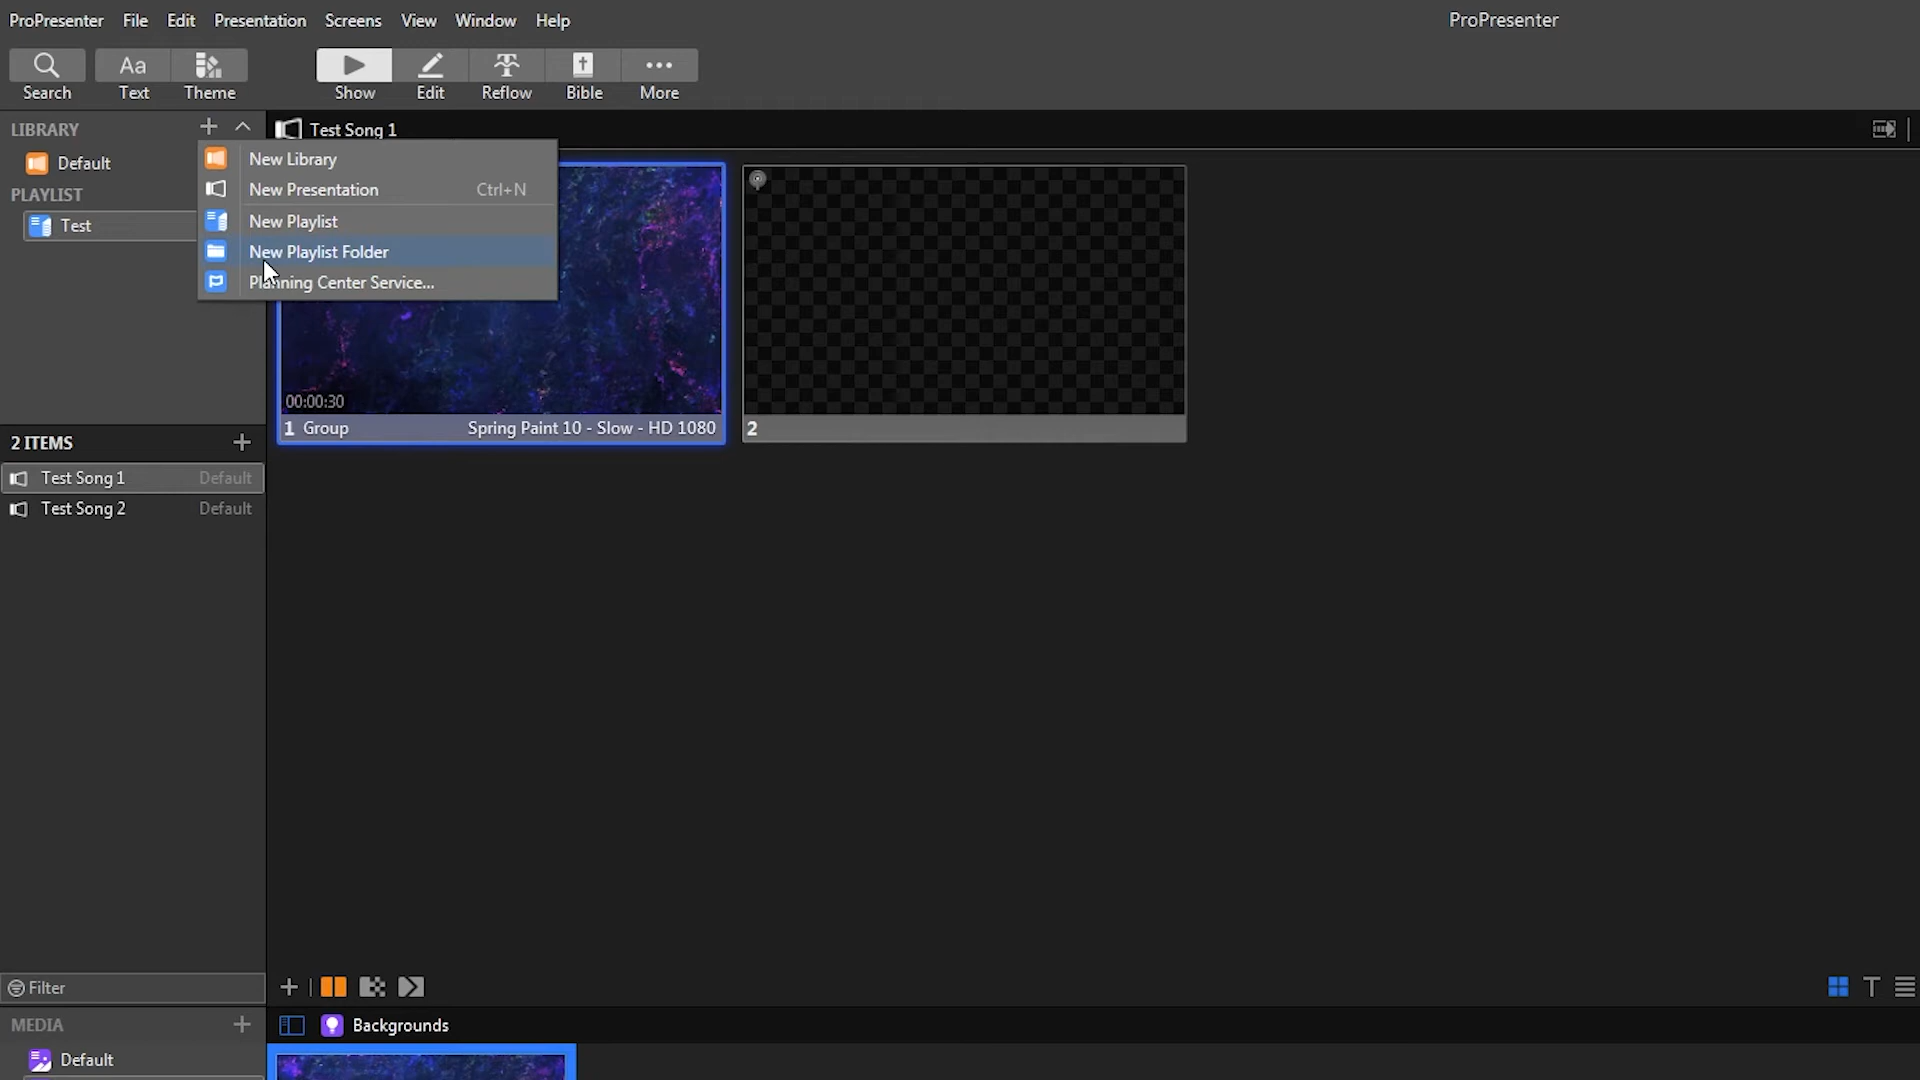 ProPresenter File Edit Presentation Screens View Window Help
ProPresenter
Search Text Theme Show Edit Reflow Bible More
LIBRARY
Test Song 1
Default
PLAYLIST
Test
New Library
New Presentation Ctrl+N
New Playlist
New Playlist Folder
Planning Center Service...
00:00:30
1 Group Spring Paint 10 - Slow - HD 1080
2
2 ITEMS
Test Song 1 Default
Test Song 2 Default
Filter
MEDIA
Backgrounds
Default